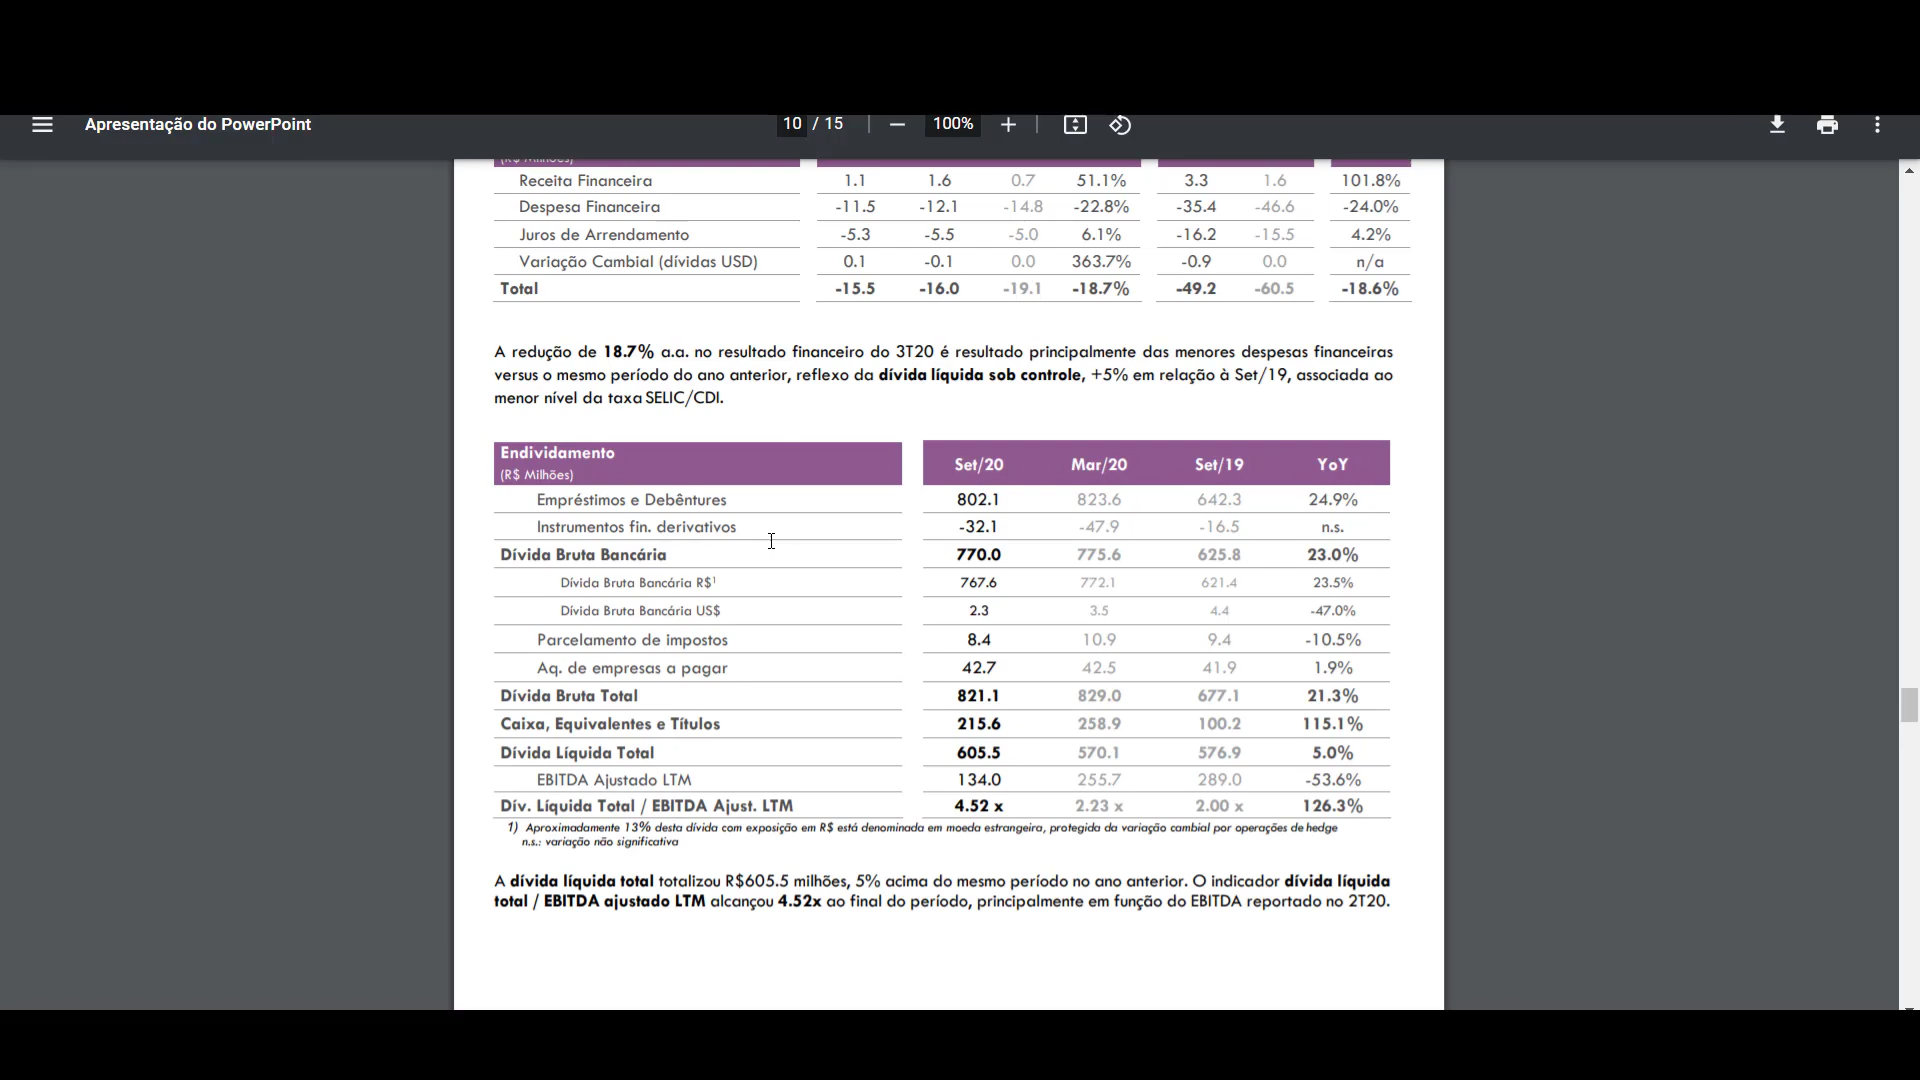 Apresentação do PowerPoint
10 / 15
100%
(R$ Milhões)
Receita Financeira 1.1 1.6 0.7 51.1% 3.3 1.6 101.8%
Despesa Financeira -11.5 -12.1 -14.8 -22.8% -35.4 -46.6 -24.0%
Juros de Arrendamento -5.3 -5.5 -5.0 6.1% -16.2 -15.5 4.2%
Variação Cambial (dívidas USD) 0.1 -0.1 0.0 363.7% -0.9 0.0 n/a
Total -15.5 -16.0 -19.1 -18.7% -49.2 -60.5 -18.6%
A redução de 18.7% a.a. no resultado financeiro do 3T20 é resultado principalmente das menores despesas financeiras
versus o mesmo período do ano anterior, reflexo da dívida líquida sob controle, +5% em relação à Set/19, associada ao
menor nível da taxa SELIC/CDI.
Endividamento
(R$ Milhões)
Set/20 Mar/20 Set/19 YoY
Empréstimos e Debêntures 802.1 823.6 642.3 24.9%
Instrumentos fin. derivativos -32.1 -47.9 -16.5 n.s.
Dívida Bruta Bancária 770.0 775.6 625.8 23.0%
Dívida Bruta Bancária R$¹ 767.6 772.1 621.4 23.5%
Dívida Bruta Bancária US$ 2.3 3.5 4.4 -47.0%
Parcelamento de impostos 8.4 10.9 9.4 -10.5%
Aq. de empresas a pagar 42.7 42.5 41.9 1.9%
Dívida Bruta Total 821.1 829.0 677.1 21.3%
Caixa, Equivalentes e Títulos 215.6 258.9 100.2 115.1%
Dívida Líquida Total 605.5 570.1 576.9 5.0%
EBITDA Ajustado LTM 134.0 255.7 289.0 -53.6%
Dív. Líquida Total / EBITDA Ajust. LTM 4.52 x 2.23 x 2.00 x 126.3%
1) Aproximadamente 13% desta dívida com exposição em R$ está denominada em moeda estrangeira, protegida da variação cambial por operações de hedge
n.s.: variação não significativa
A dívida líquida total totalizou R$605.5 milhões, 5% acima do mesmo período no ano anterior. O indicador dívida líquida
total / EBITDA ajustado LTM alcançou 4.52x ao final do período, principalmente em função do EBITDA reportado no 2T20.